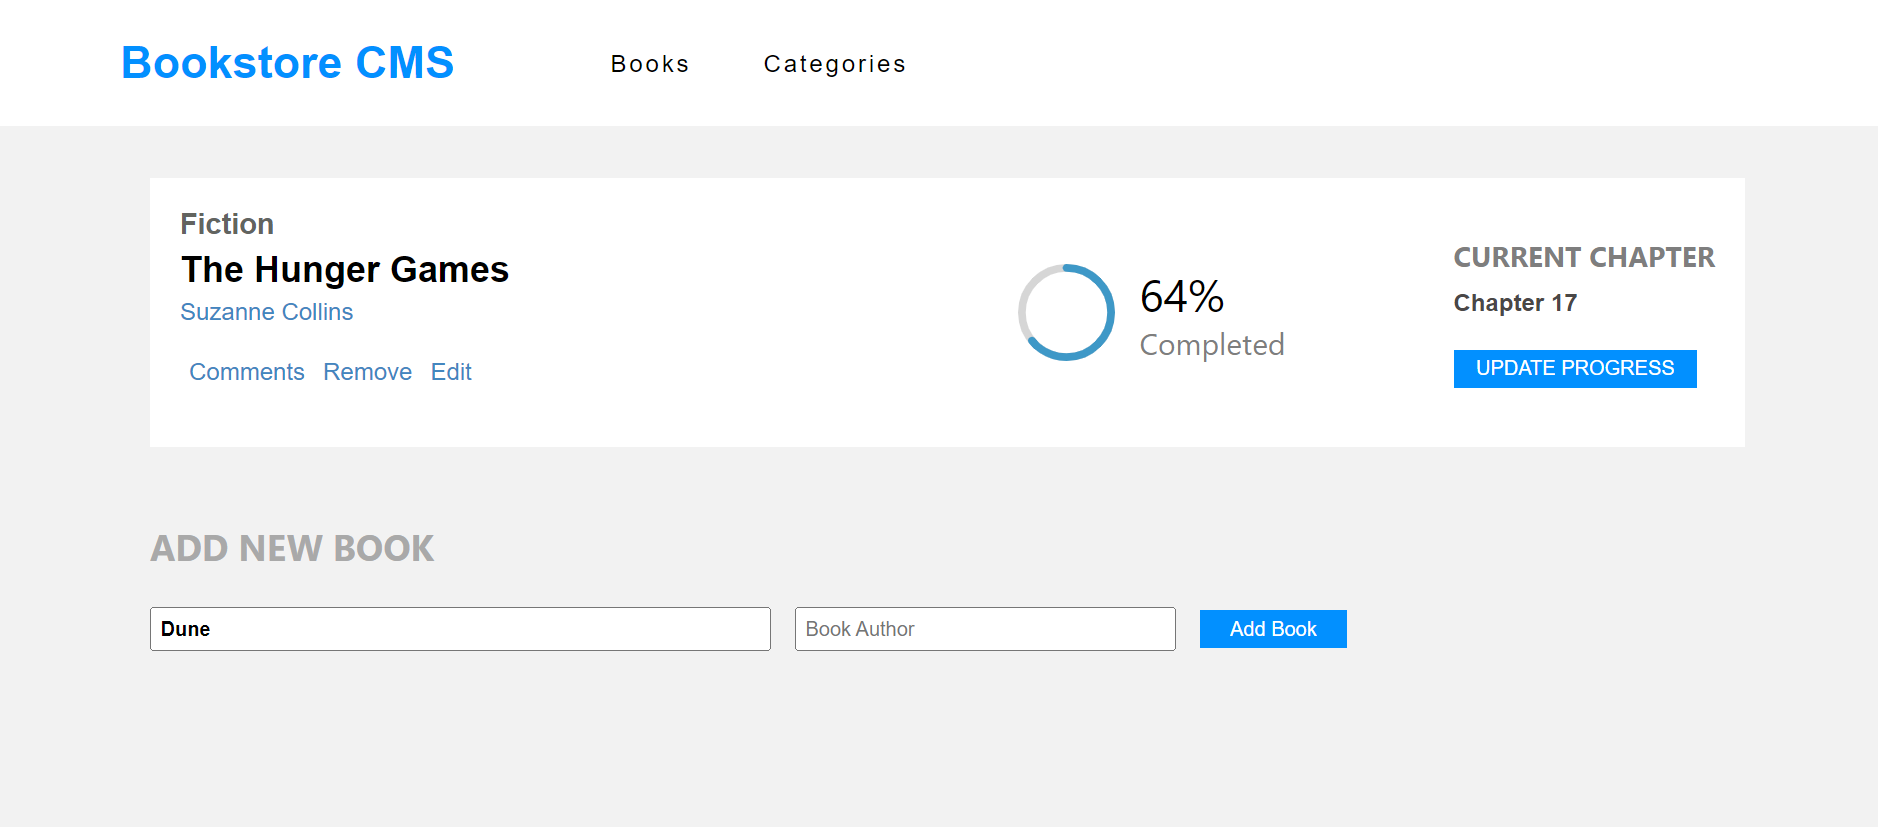 Bookstore CMS
Books
Categories
Fiction
The Hunger Games
Suzanne Collins
Comments Remove Edit
64%
Completed
CURRENT CHAPTER
Chapter 17
UPDATE PROGRESS
ADD NEW BOOK
Dune
Book Author
Add Book